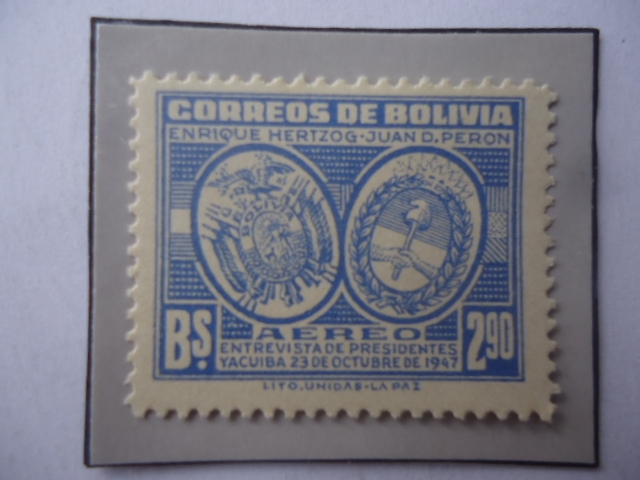 CORREOS DE BOLIVIA
ENRIQUE HERTZOG-JUAN D. PERON
BOLIVIA
AEREO
Bs. 2.90
ENTREVISTA DE PRESIDENTES
YACUIBA 23 DE OCTUBRE DE 1947
LITO. UNIDAS-LA PAZ